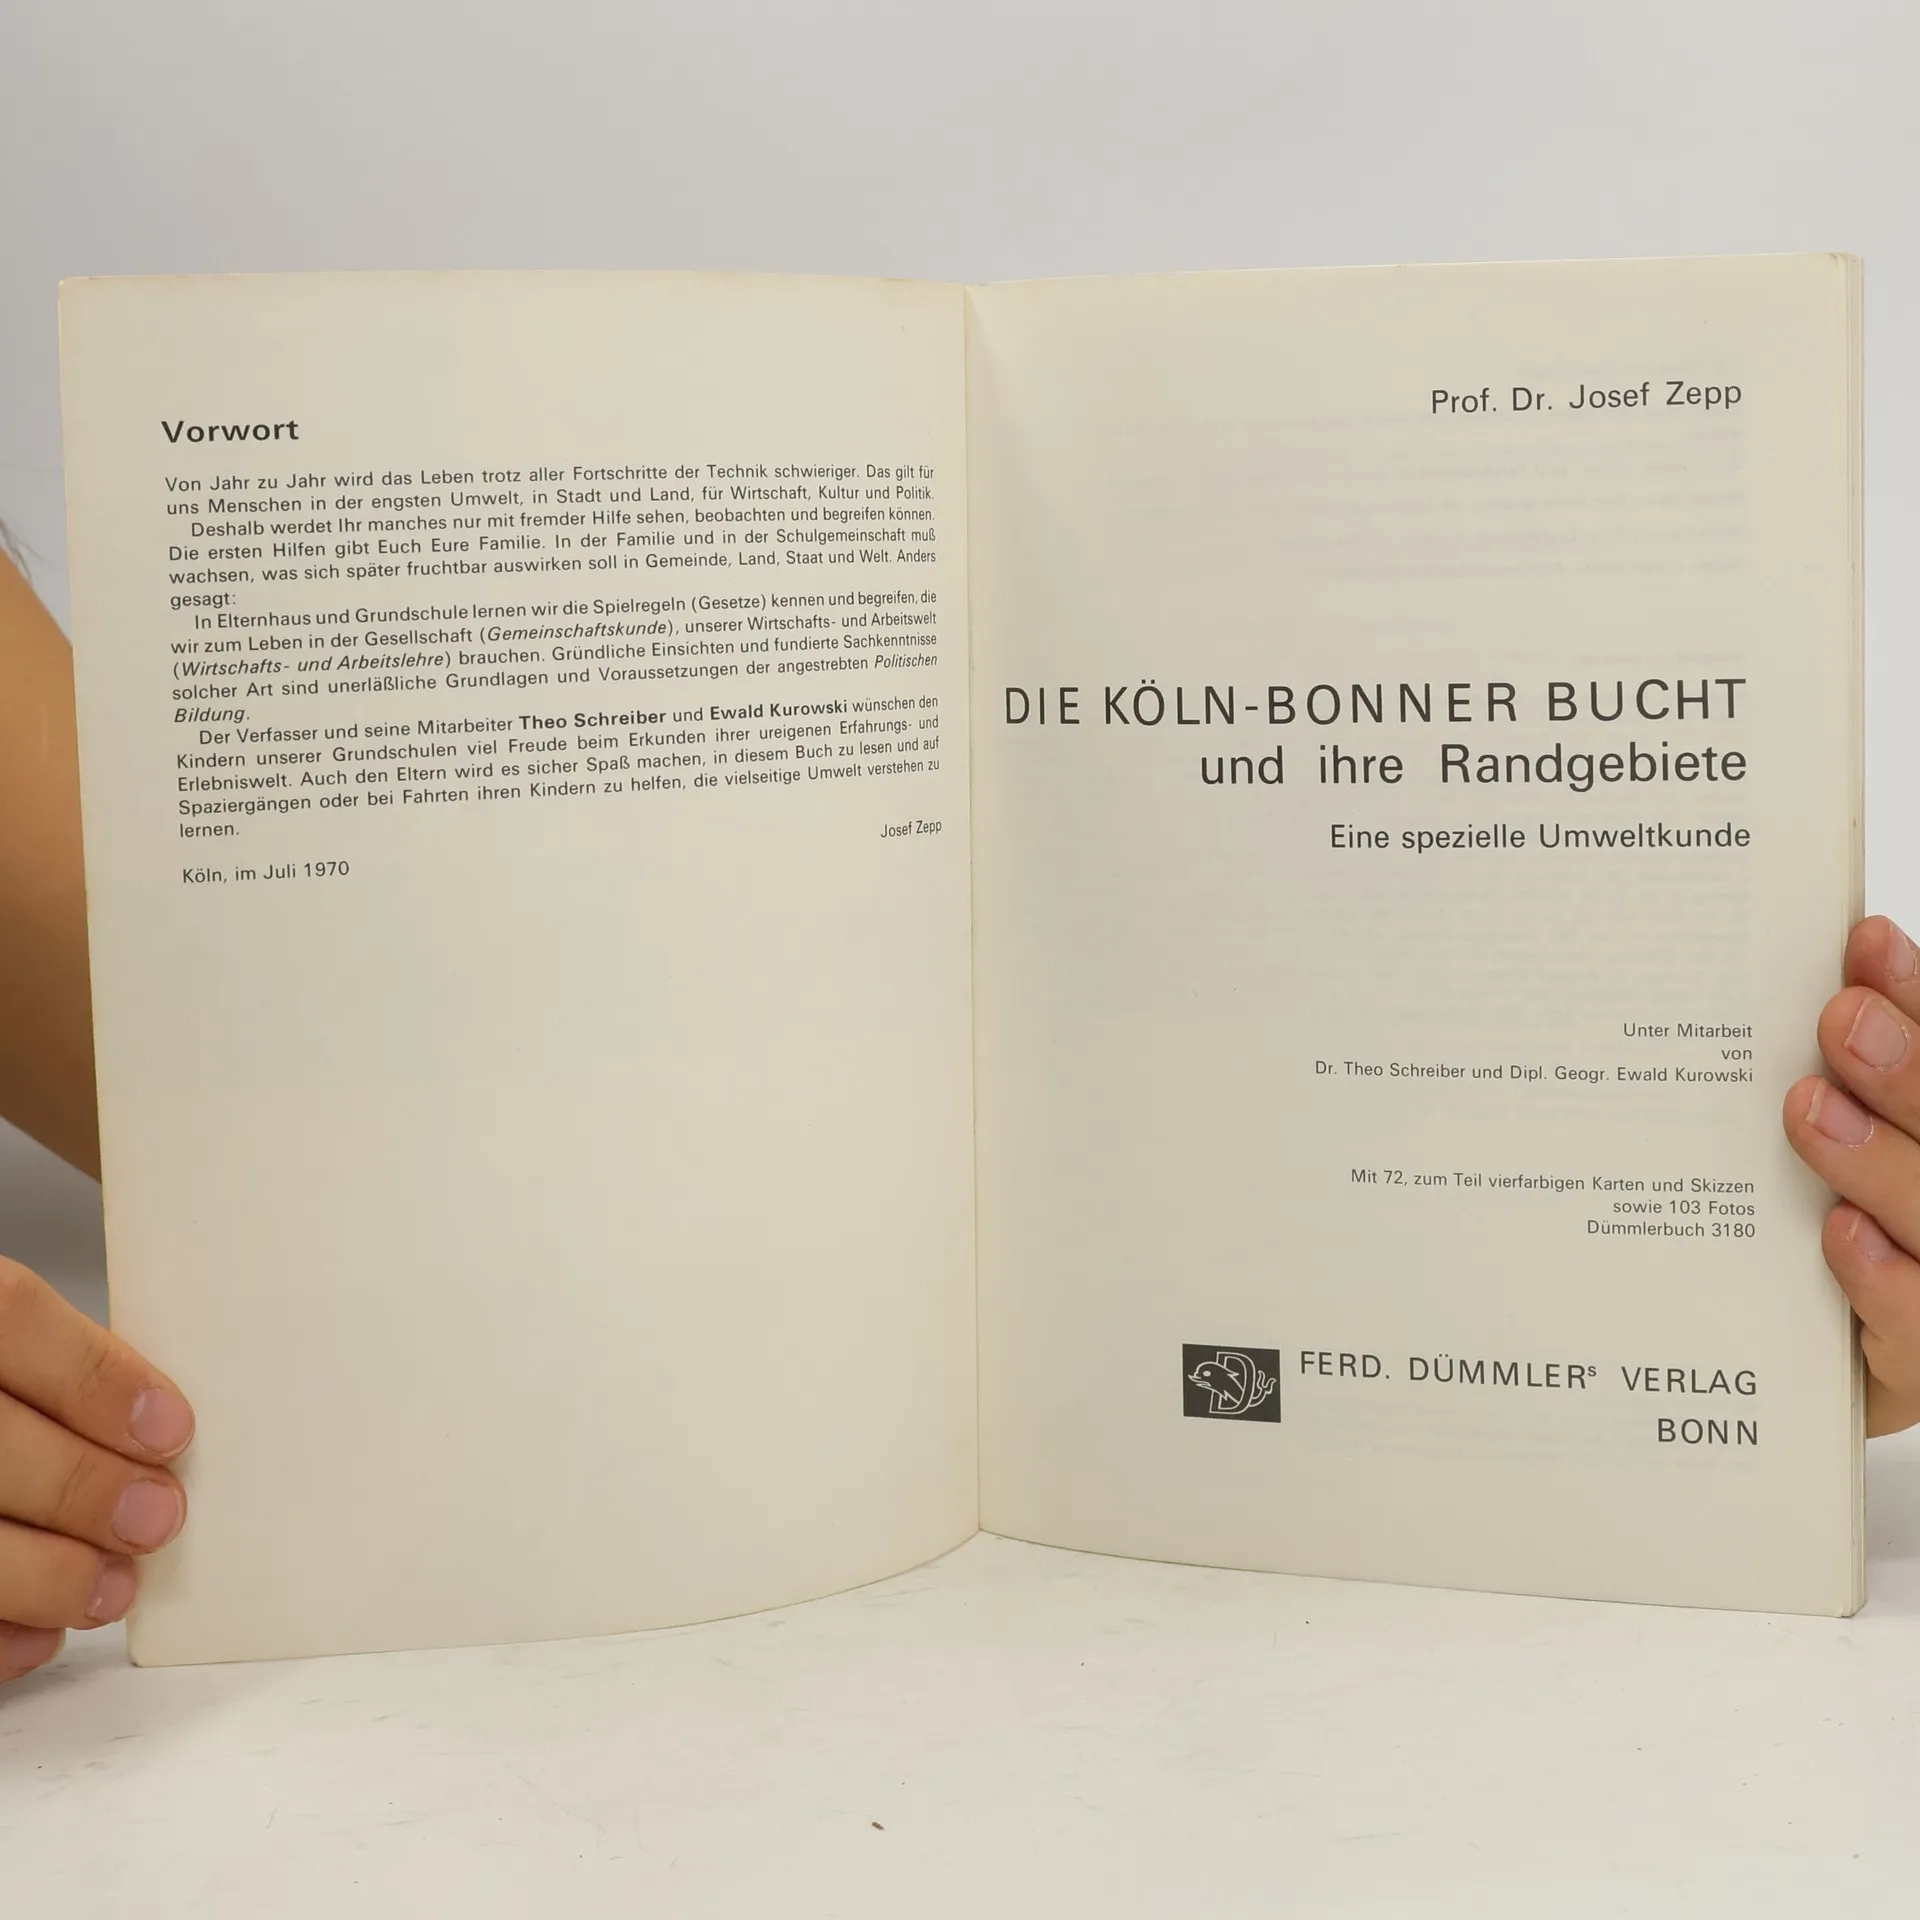 Vorwort
Von Jahr zu Jahr wird das Leben trotz aller Fortschritte der Technik schwieriger. Das gilt für
uns Menschen in der engsten Umwelt, in Stadt und Land, für Wirtschaft, Kultur und Politik.
Deshalb werdet Ihr manches nur mit fremder Hilfe sehen, beobachten und begreifen können.
Die ersten Hilfen gibt Euch Eure Familie. In der Familie und in der Schulgemeinschaft muß
wachsen, was sich später fruchtbar auswirken soll in Gemeinde, Land, Staat und Welt. Anders
gesagt:
In Elternhaus und Grundschule lernen wir die Spielregeln (Gesetze) kennen und begreifen, die
wir zum Leben in der Gesellschaft (Gemeinschaftskunde), unserer Wirtschafts- und Arbeitswelt
(Wirtschafts- und Arbeitslehre) brauchen. Gründliche Einsichten und fundierte Sachkenntnisse
solcher Art sind unerläßliche Grundlagen und Voraussetzungen der angestrebten Politischen
Bildung.
Der Verfasser und seine Mitarbeiter Theo Schreiber und Ewald Kurowski wünschen den
Kindern unserer Grundschulen viel Freude beim Erkunden ihrer ureigenen Erfahrungs- und
Erlebniswelt. Auch den Eltern wird es sicher Spaß machen, in diesem Buch zu lesen und auf
Spaziergängen oder bei Fahrten ihren Kindern zu helfen, die vielseitige Umwelt verstehen zu
lernen.
Josef Zepp
Köln, im Juli 1970
Prof. Dr. Josef Zepp
DIE KÖLN-BONNER BUCHT
und ihre Randgebiete
Eine spezielle Umweltkunde
Unter Mitarbeit
von
Dr. Theo Schreiber und Dipl. Geogr. Ewald Kurowski
Mit 72, zum Teil vierfarbigen Karten und Skizzen
sowie 103 Fotos
Dümmlerbuch 3180
D
FERD. DÜMMLERs VERLAG
BONN